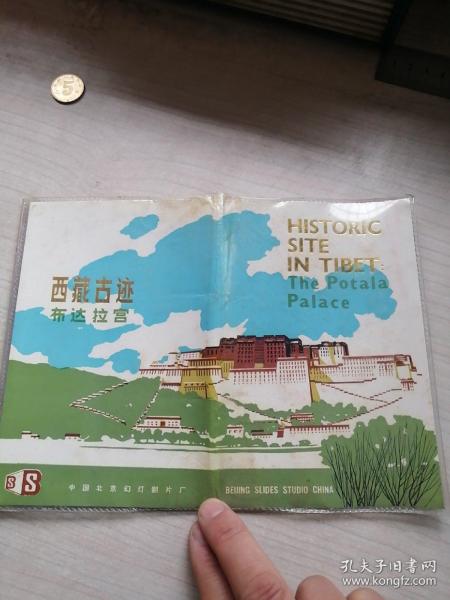 5
西藏古迹
布达拉宫
HISTORIC
SITE
IN TIBET:
The Potala
Palace
S S
中国北京幻灯制片厂
BEIJING SLIDES STUDIO CHINA
孔夫子旧书网
www.kongfz.com